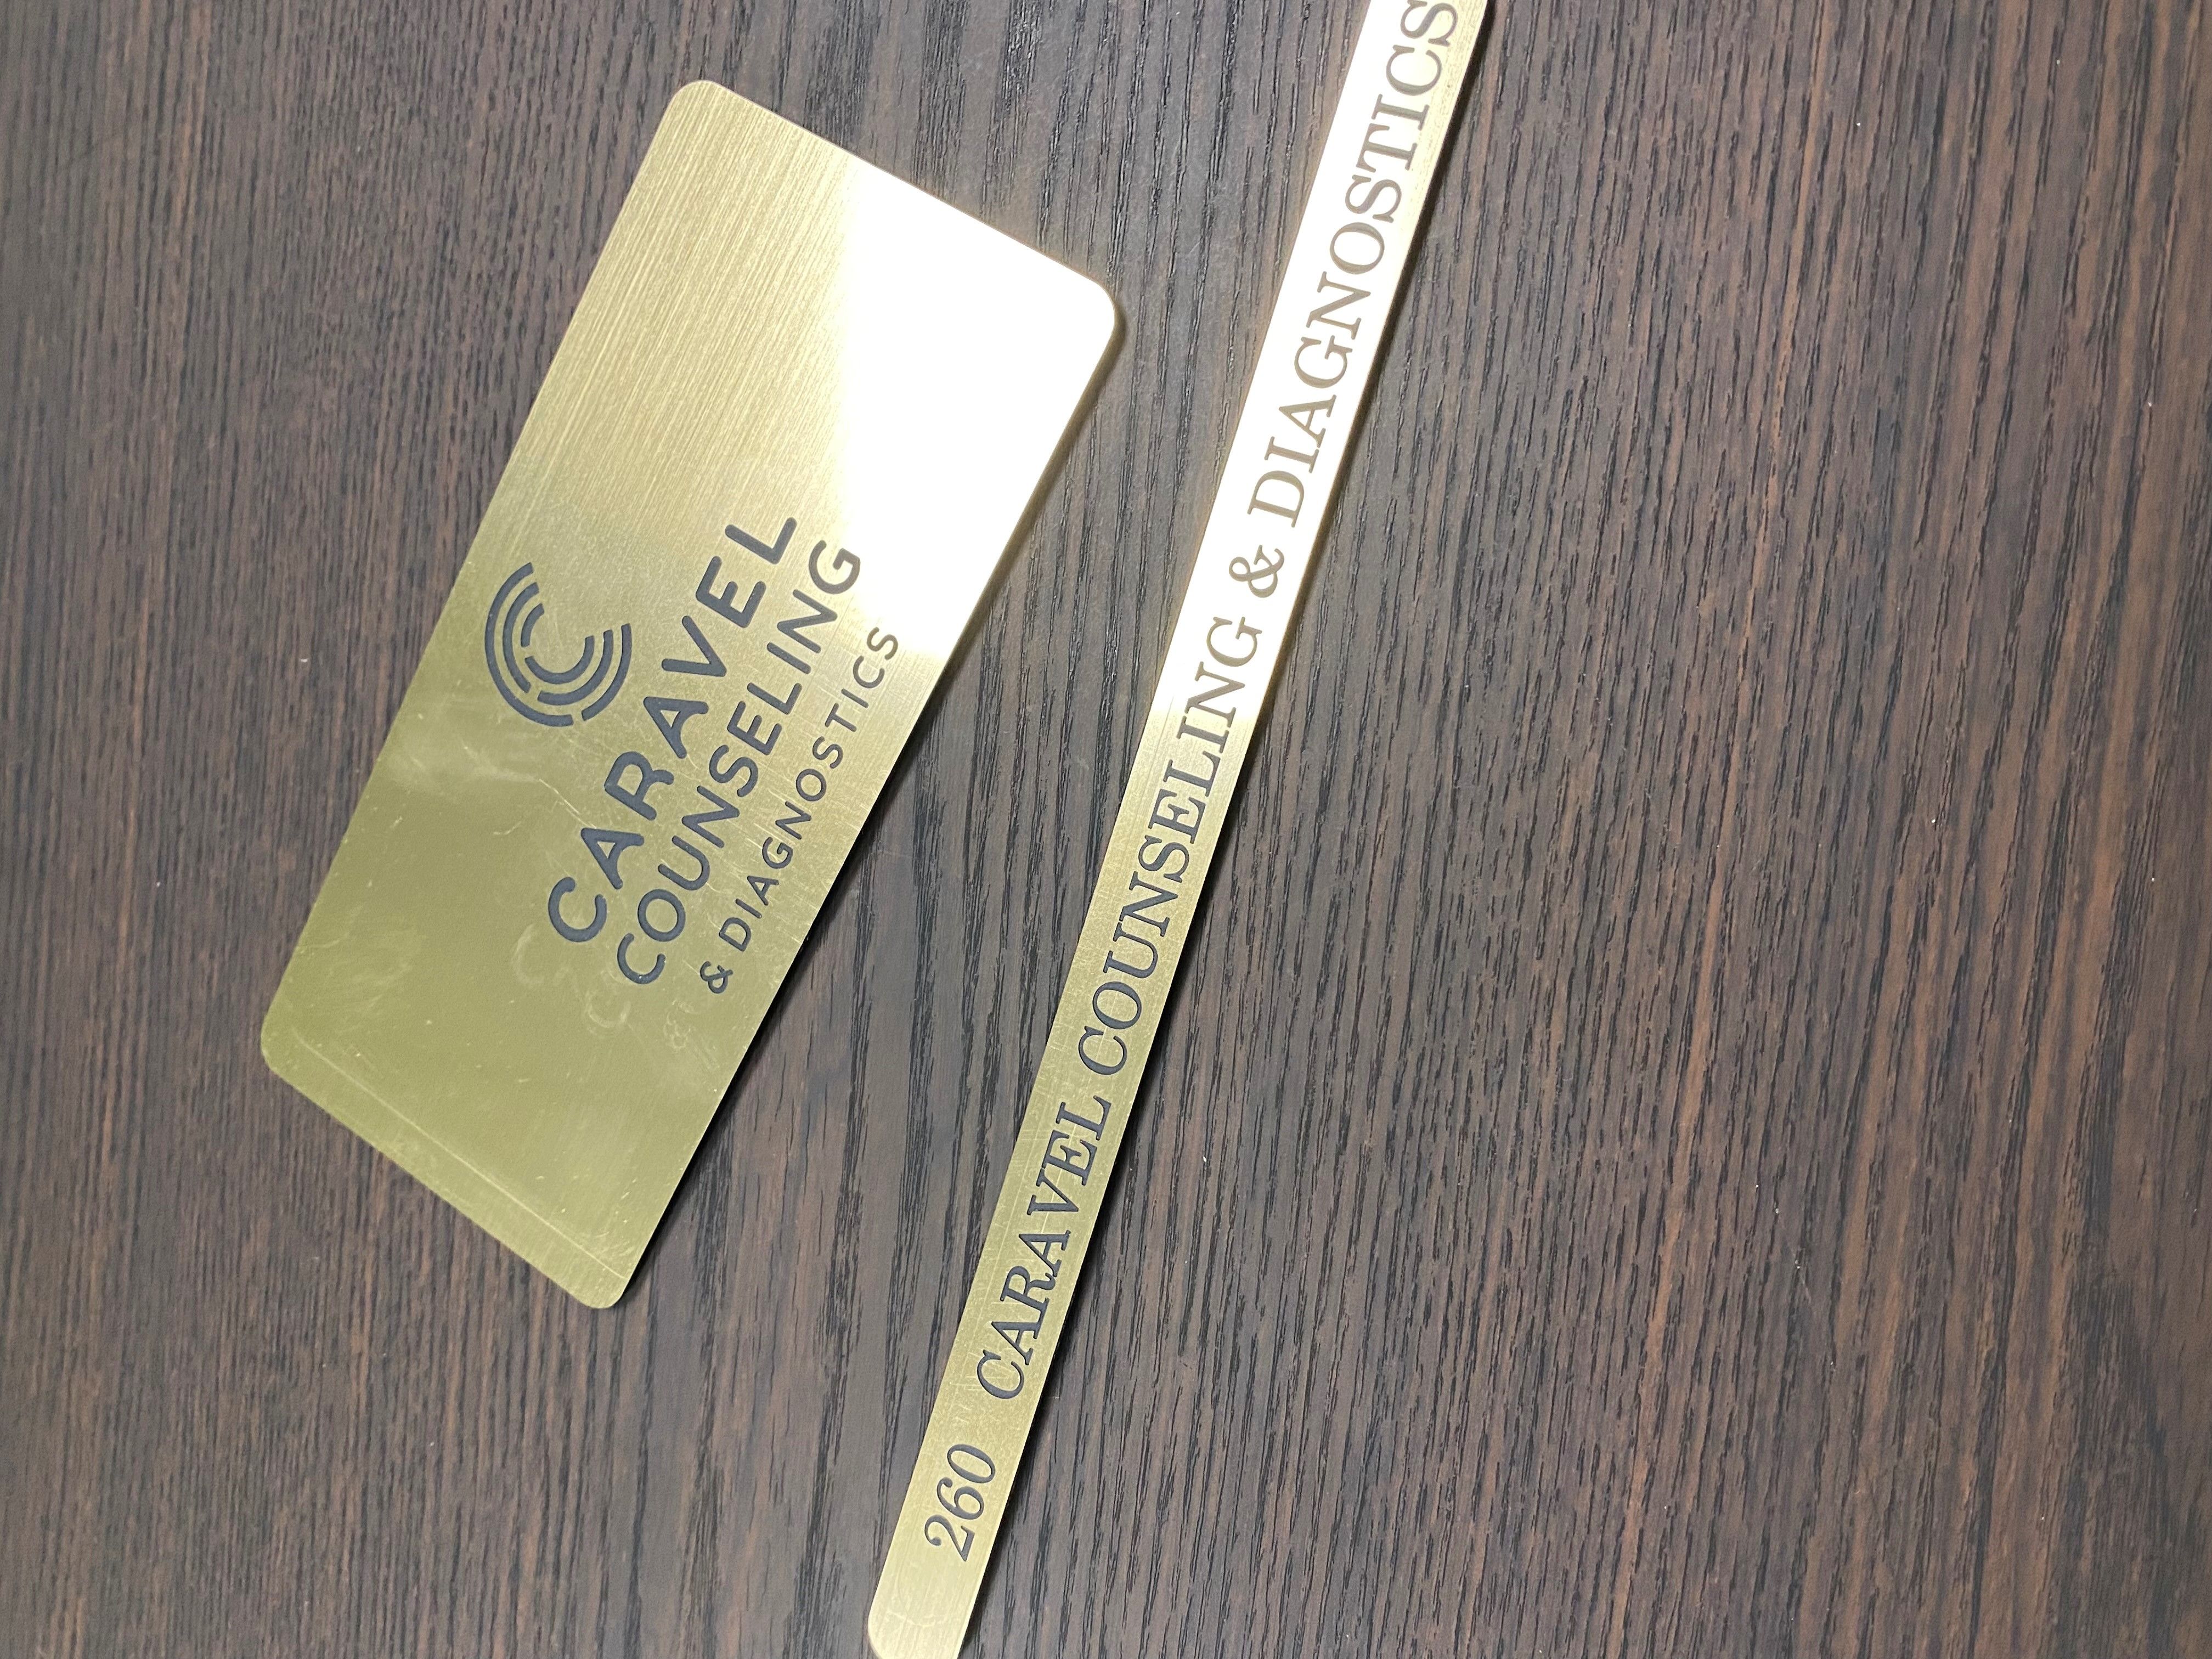 CARAVEL
COUNSELING
& DIAGNOSTICS
260 CARAVEL COUNSELING & DIAGNOSTICS